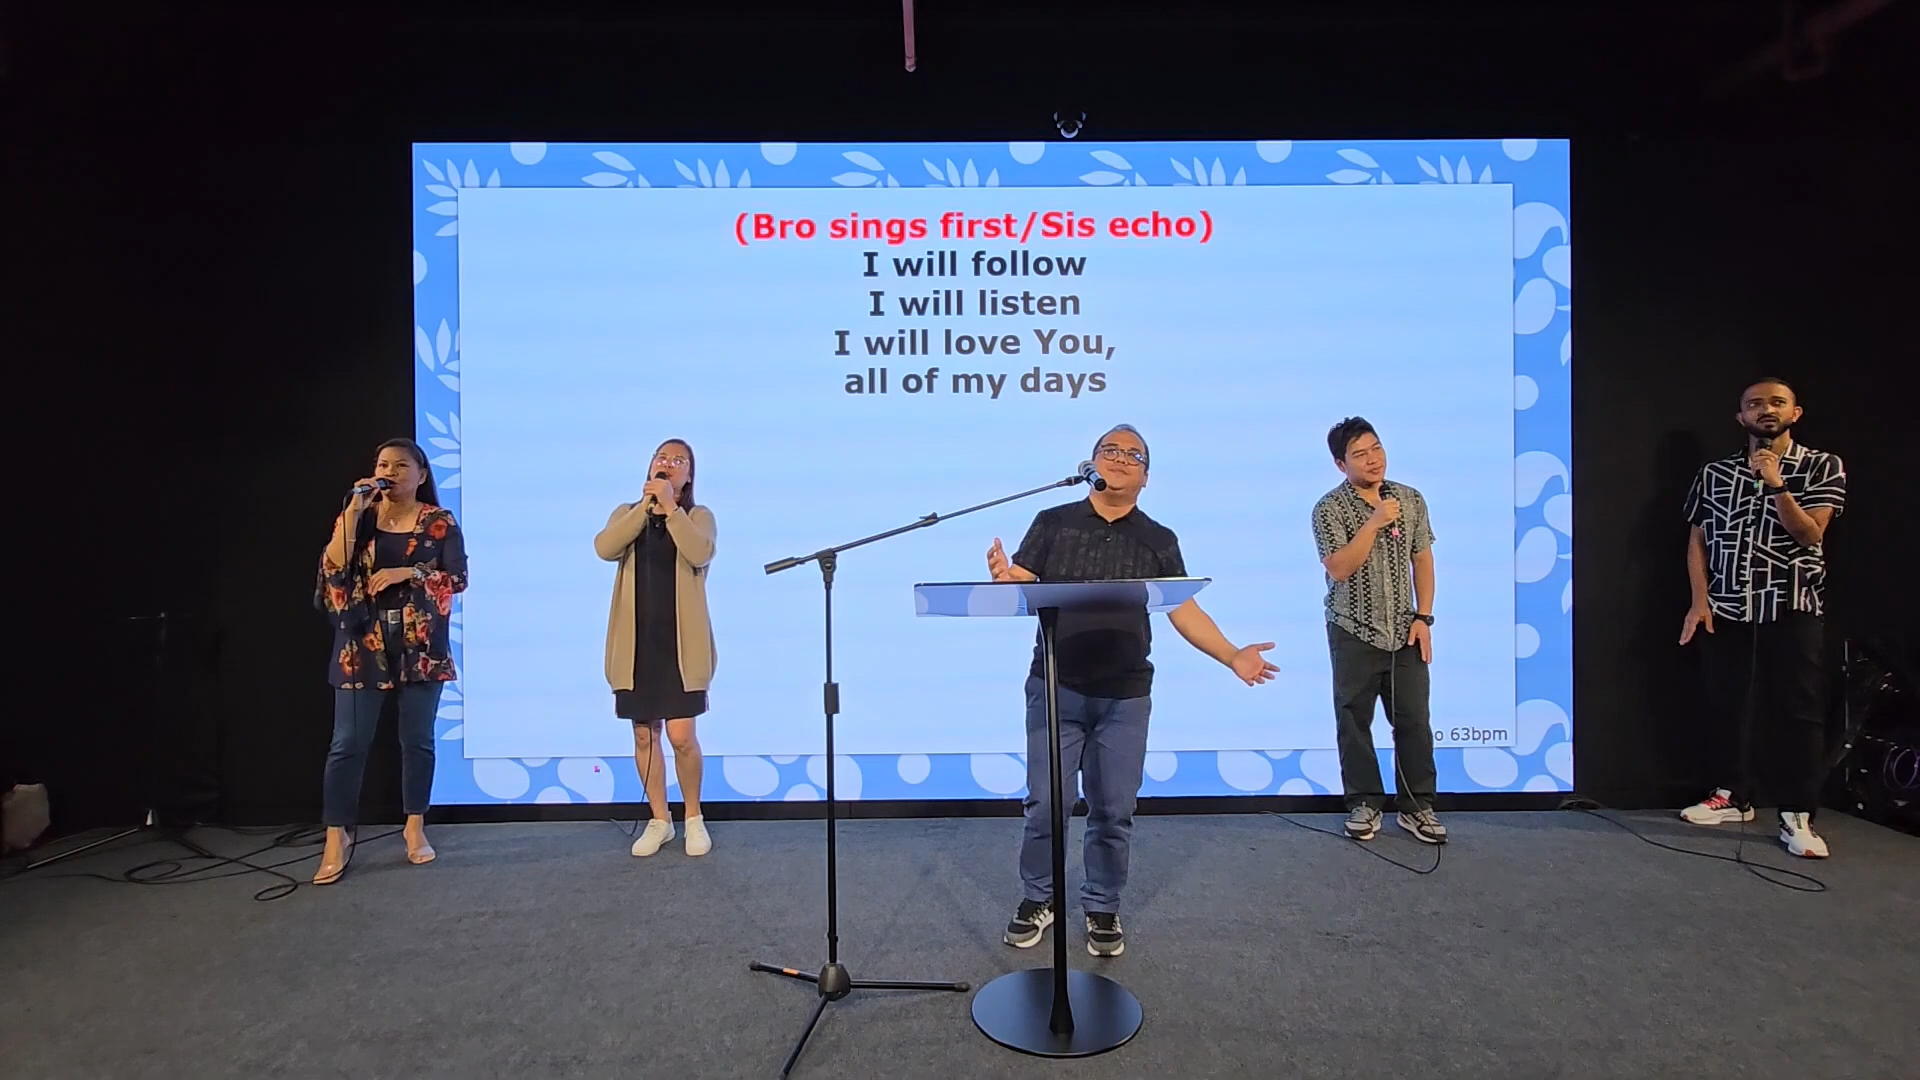 (Bro sings first/Sis echo)
I will follow
I will listen
I will love You,
all of my days
63bpm